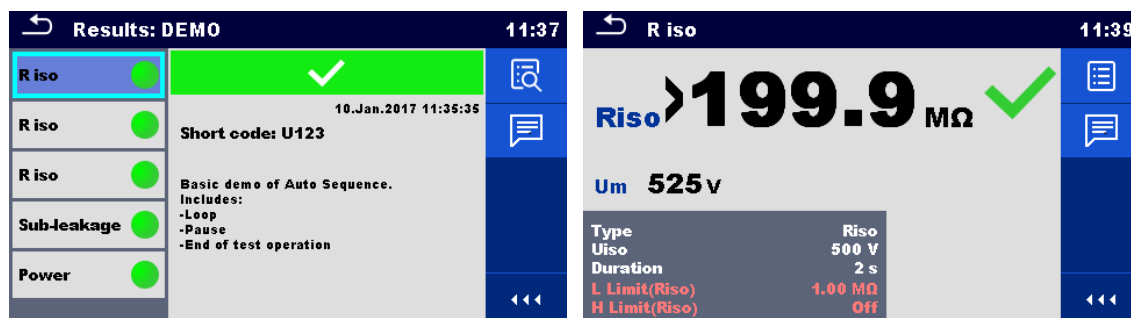 Results: DEMO 11:37
R iso
R iso
R iso
Sub-leakage
Power
10.Jan.2017 11:35:35
Short code: U123
Basic demo of Auto Sequence.
Includes:
-Loop
-Pause
-End of test operation
R iso 11:39
Riso >199.9 MΩ
Um 525 V
Type Riso
Uiso 500 V
Duration 2 s
L Limit(Riso) 1.00 MΩ
H Limit(Riso) Off